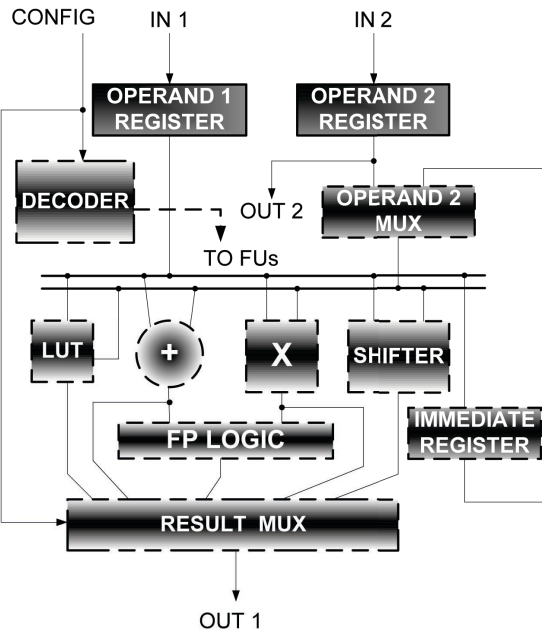 CONFIG
IN 1
IN 2
OPERAND 1
REGISTER
OPERAND 2
REGISTER
DECODER
OUT 2
OPERAND 2
MUX
TO FUs
LUT
+
X
SHIFTER
FP LOGIC
IMMEDIATE
REGISTER
RESULT MUX
OUT 1